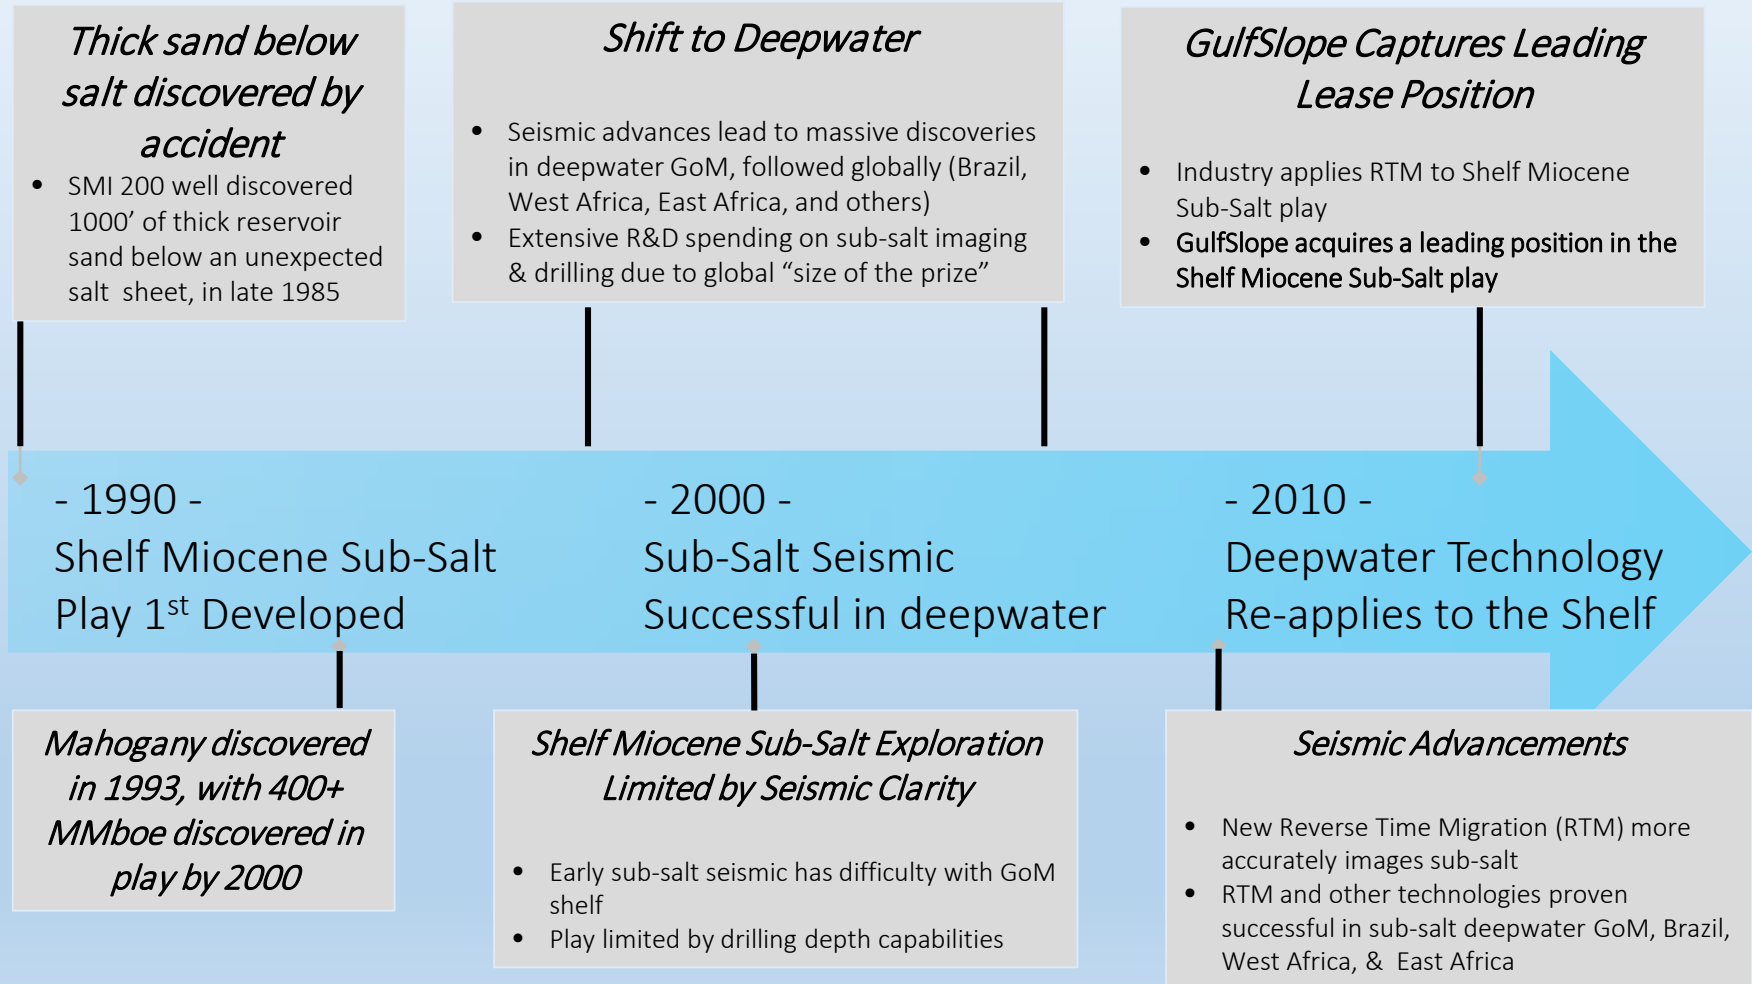 Thick sand below
salt discovered by
accident
• SMI 200 well discovered
1000’ of thick reservoir
sand below an unexpected
salt sheet, in late 1985
Shift to Deepwater
• Seismic advances lead to massive discoveries
in deepwater GoM, followed globally (Brazil,
West Africa, East Africa, and others)
• Extensive R&D spending on sub-salt imaging
& drilling due to global “size of the prize”
GulfSlope Captures Leading
Lease Position
• Industry applies RTM to Shelf Miocene
Sub-Salt play
• GulfSlope acquires a leading position in the
Shelf Miocene Sub-Salt play
- 1990 -
Shelf Miocene Sub-Salt
Play 1st Developed
- 2000 -
Sub-Salt Seismic
Successful in deepwater
- 2010 -
Deepwater Technology
Re-applies to the Shelf
Mahogany discovered
in 1993, with 400+
MMboe discovered in
play by 2000
Shelf Miocene Sub-Salt Exploration
Limited by Seismic Clarity
• Early sub-salt seismic has difficulty with GoM
shelf
• Play limited by drilling depth capabilities
Seismic Advancements
• New Reverse Time Migration (RTM) more
accurately images sub-salt
• RTM and other technologies proven
successful in sub-salt deepwater GoM, Brazil,
West Africa, & East Africa